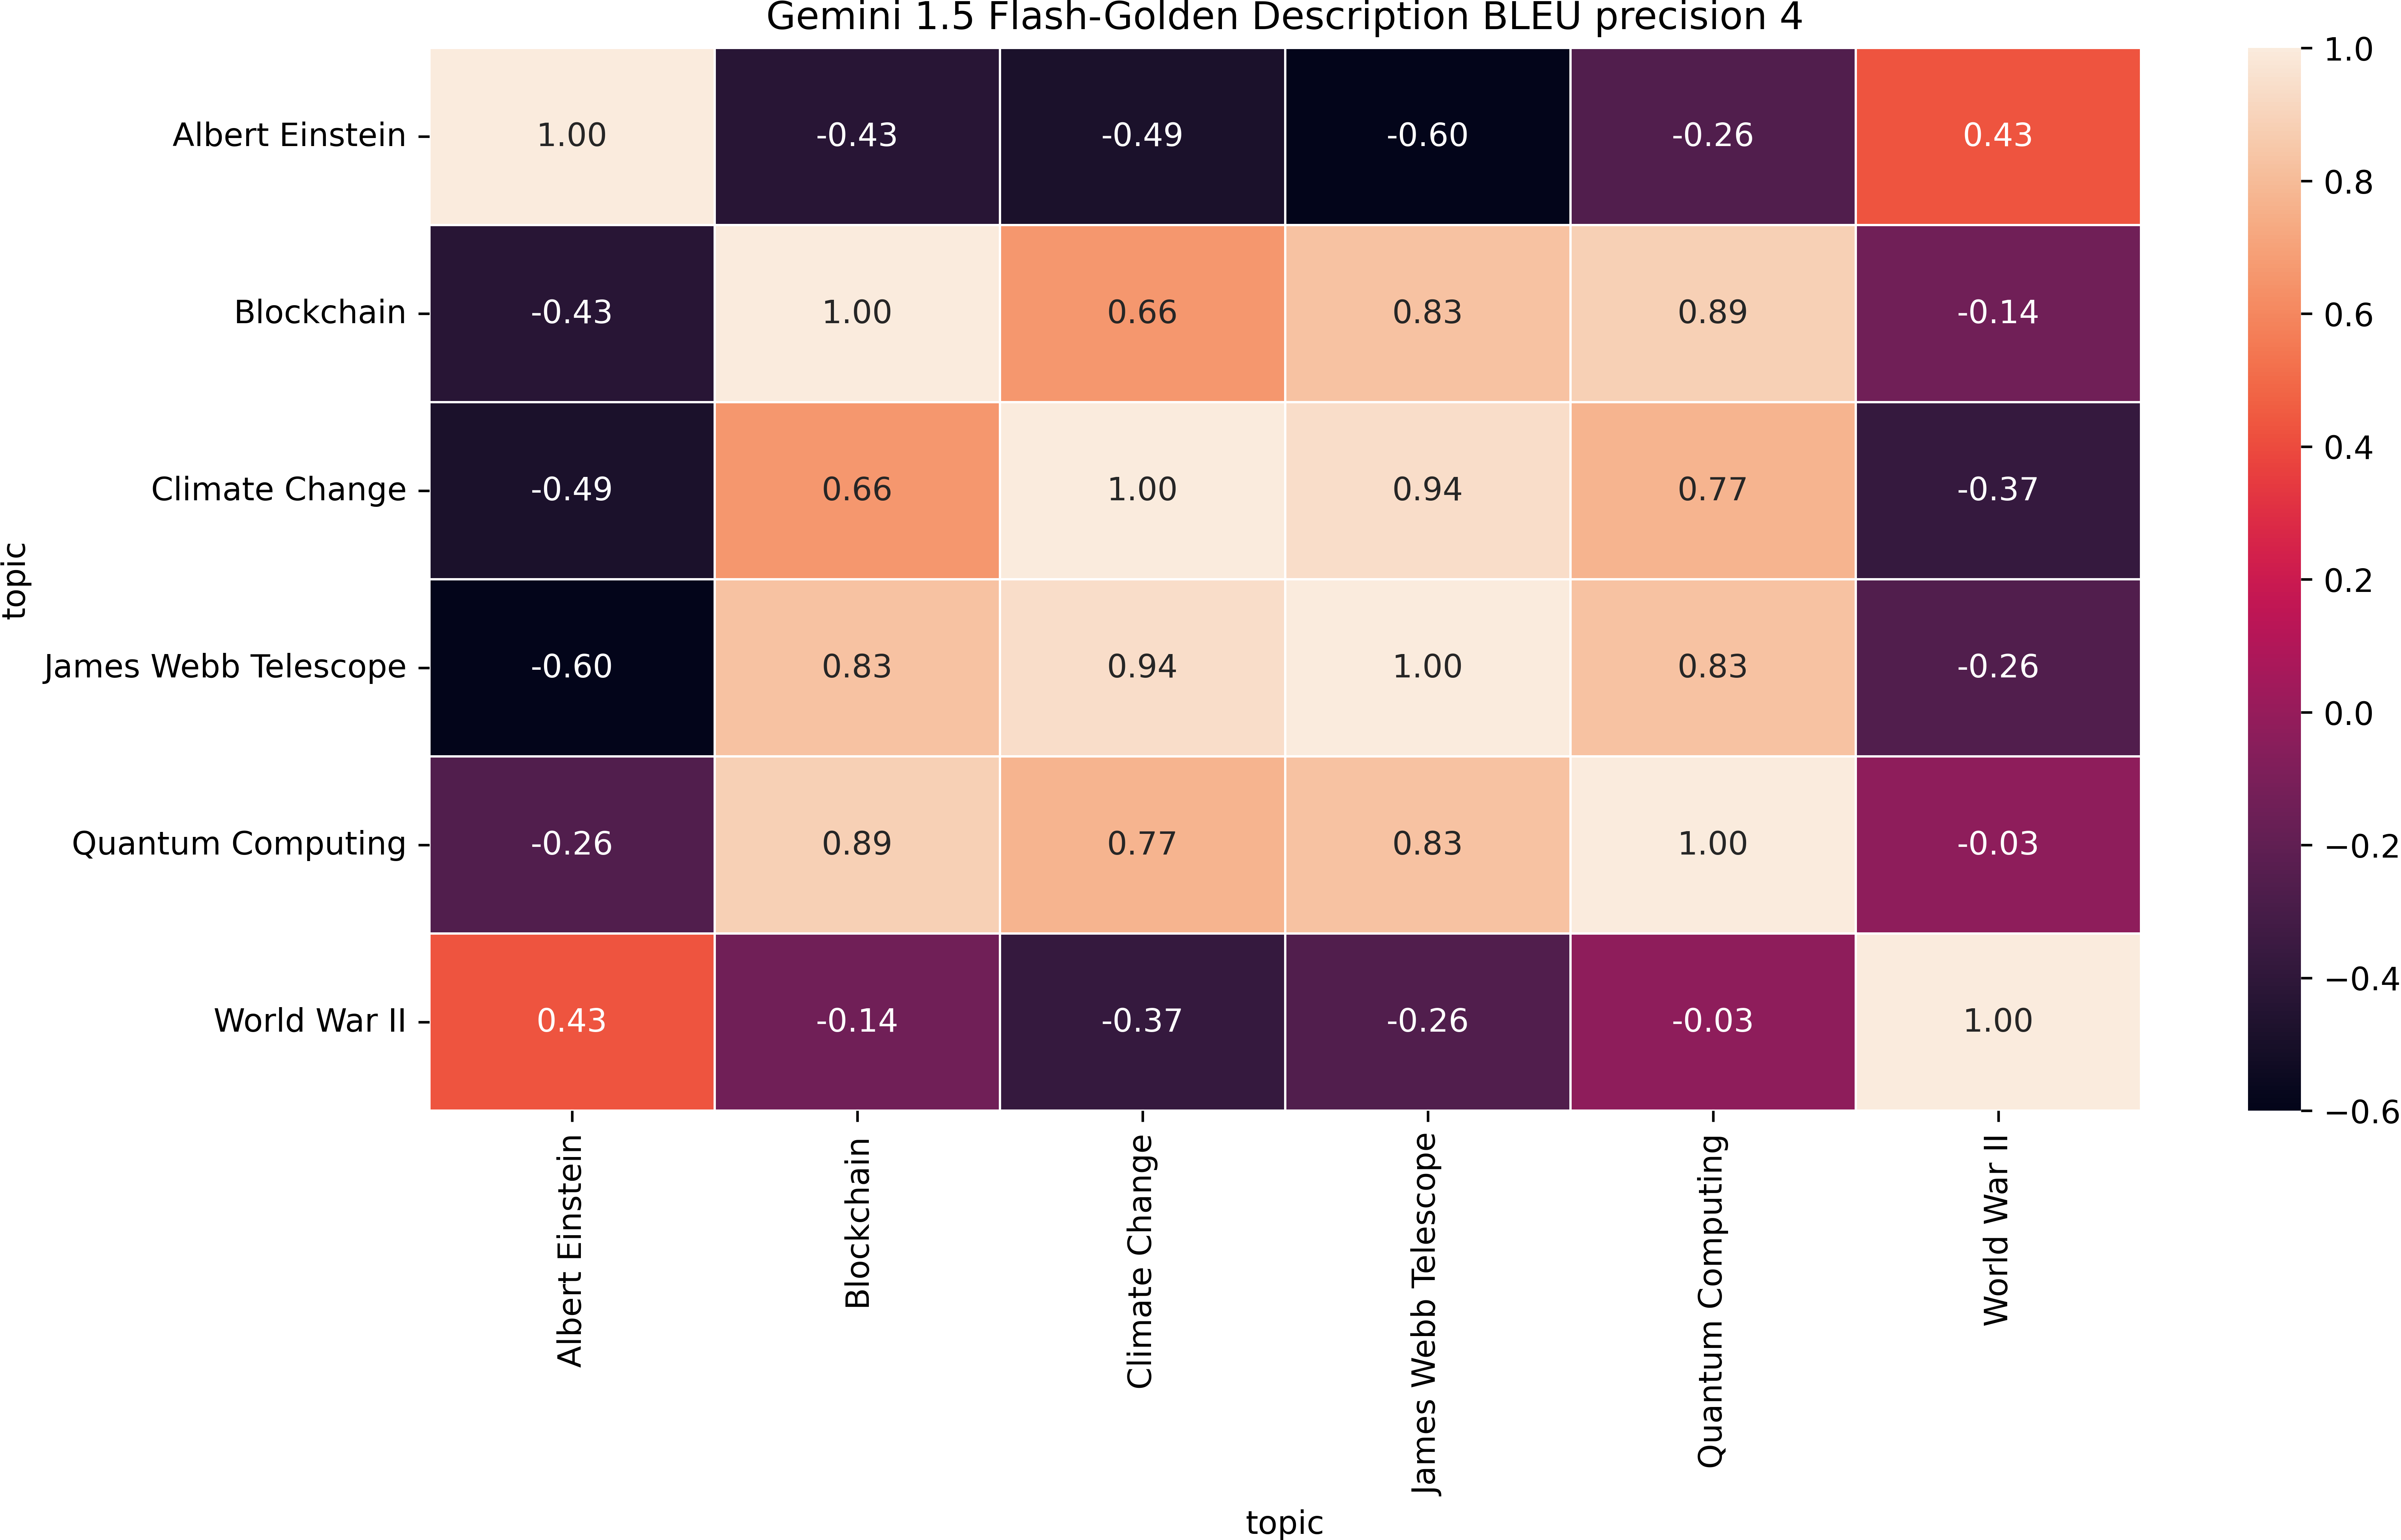 Gemini 1.5 Flash-Golden Description BLEU precision 4
topic
Albert Einstein 1.00 -0.43 -0.49 -0.60 -0.26 0.43
Blockchain -0.43 1.00 0.66 0.83 0.89 -0.14
Climate Change -0.49 0.66 1.00 0.94 0.77 -0.37
James Webb Telescope -0.60 0.83 0.94 1.00 0.83 -0.26
Quantum Computing -0.26 0.89 0.77 0.83 1.00 -0.03
World War II 0.43 -0.14 -0.37 -0.26 -0.03 1.00
Albert Einstein
Blockchain
Climate Change
James Webb Telescope
Quantum Computing
World War II
topic
1.0
0.8
0.6
0.4
0.2
0.0
−0.2
−0.4
−0.6